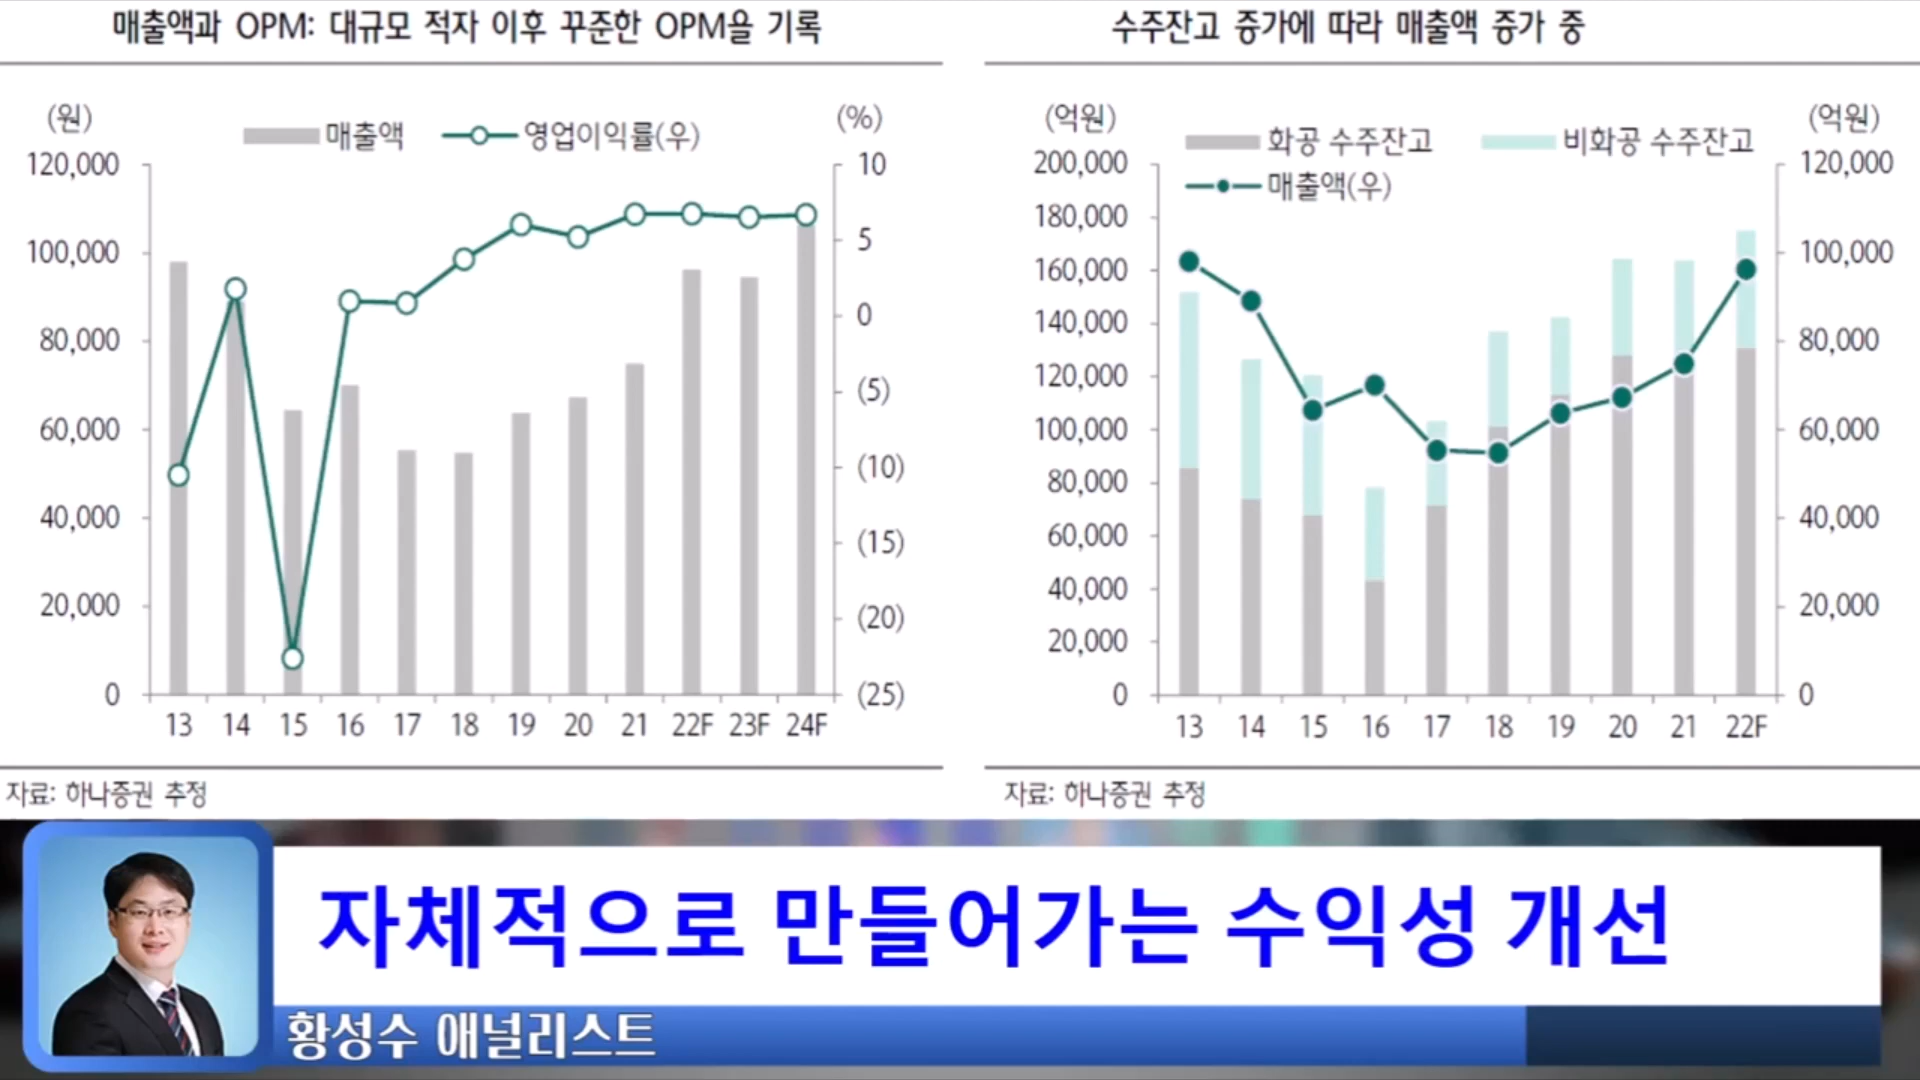 매출액과 OPM: 대규모 적자 이후 꾸준한 OPM을 기록
(원)
(%)
매출액
영업이익률(우)
120,000
100,000
80,000
60,000
40,000
20,000
0
10
5
0
(5)
(10)
(15)
(20)
(25)
13 14 15 16 17 18 19 20 21 22F 23F 24F
자료: 하나증권 추정
수주잔고 증가에 따라 매출액 증가 중
(억원)
(억원)
화공 수주잔고
비화공 수주잔고
매출액(우)
200,000
180,000
160,000
140,000
120,000
100,000
80,000
60,000
40,000
20,000
0
120,000
100,000
80,000
60,000
40,000
20,000
0
13 14 15 16 17 18 19 20 21 22F
자료: 하나증권 추정
자체적으로 만들어가는 수익성 개선
황성수 애널리스트